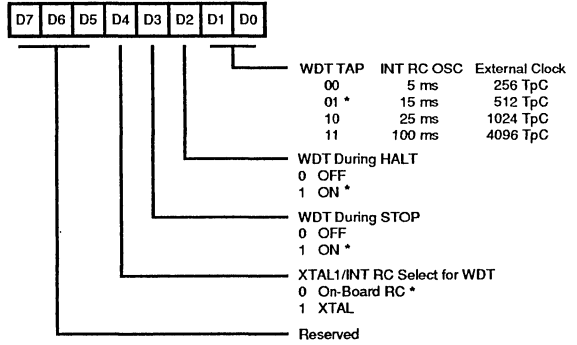 D7 D6 D5 D4 D3 D2 D1 D0
WDT TAP INT RC OSC External Clock
00 5 ms 256 TpC
01 * 15 ms 512 TpC
10 25 ms 1024 TpC
11 100 ms 4096 TpC
WDT During HALT
0 OFF
1 ON *
WDT During STOP
0 OFF
1 ON *
XTAL1/INT RC Select for WDT
0 On-Board RC *
1 XTAL
Reserved